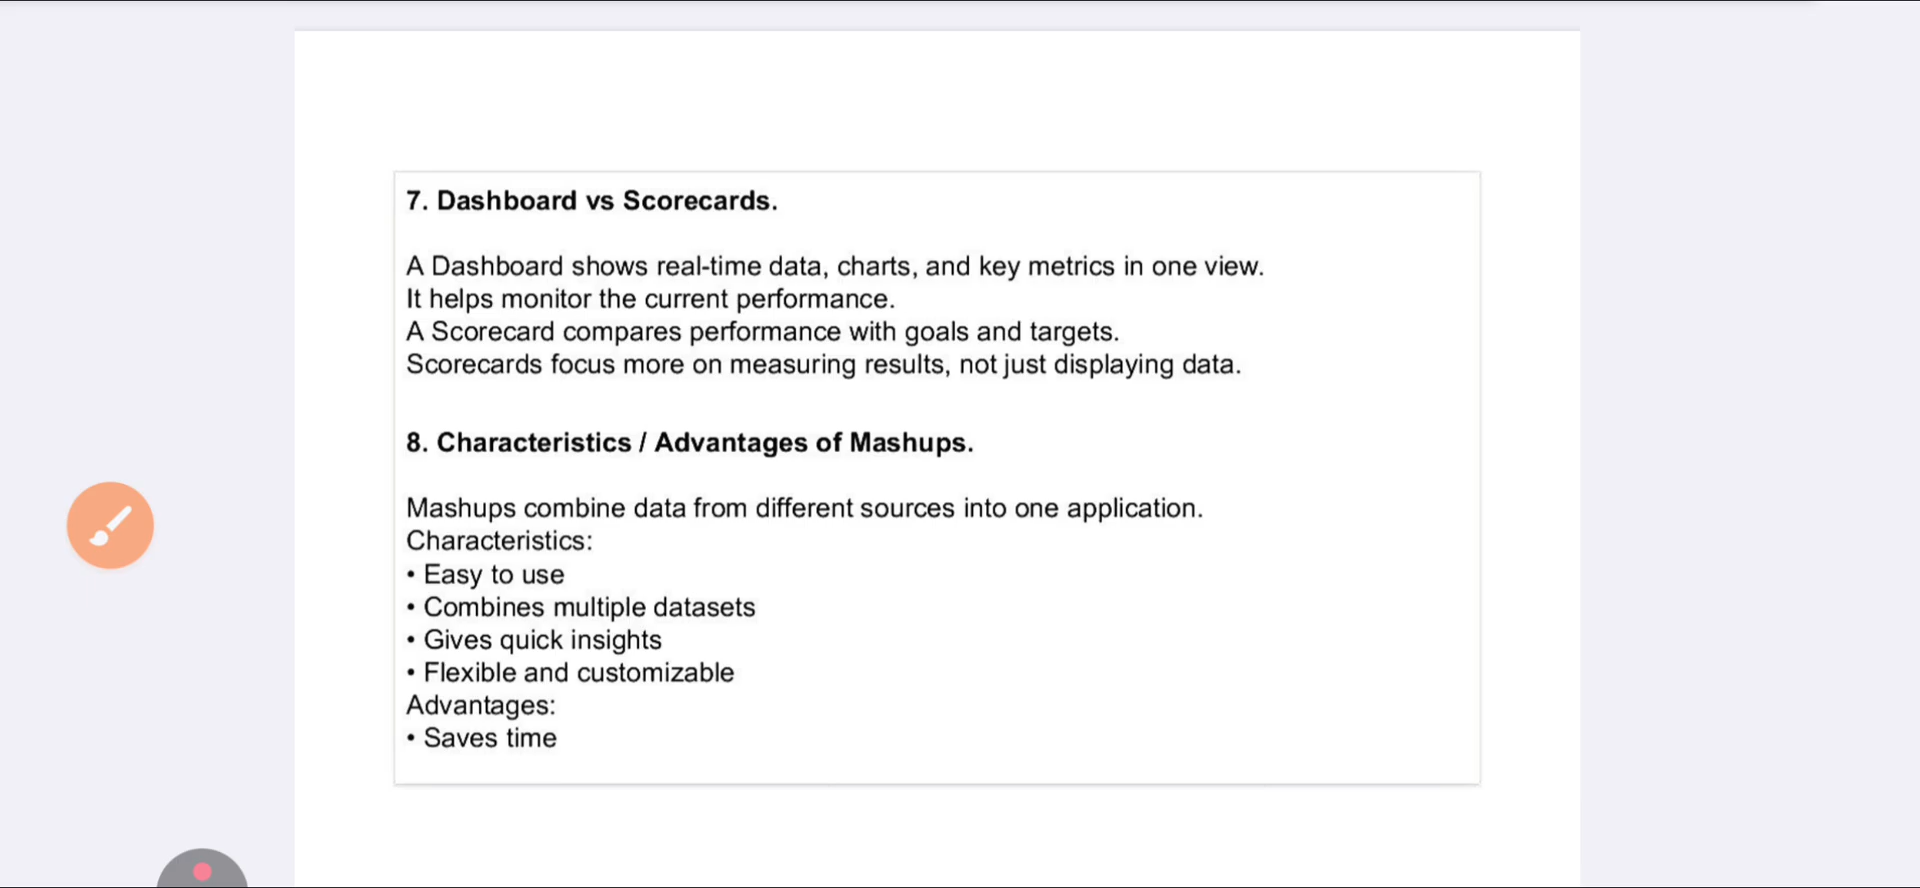 7. Dashboard vs Scorecards.
A Dashboard shows real-time data, charts, and key metrics in one view.
It helps monitor the current performance.
A Scorecard compares performance with goals and targets.
Scorecards focus more on measuring results, not just displaying data.
8. Characteristics / Advantages of Mashups.
Mashups combine data from different sources into one application.
Characteristics:
• Easy to use
• Combines multiple datasets
• Gives quick insights
• Flexible and customizable
Advantages:
• Saves time